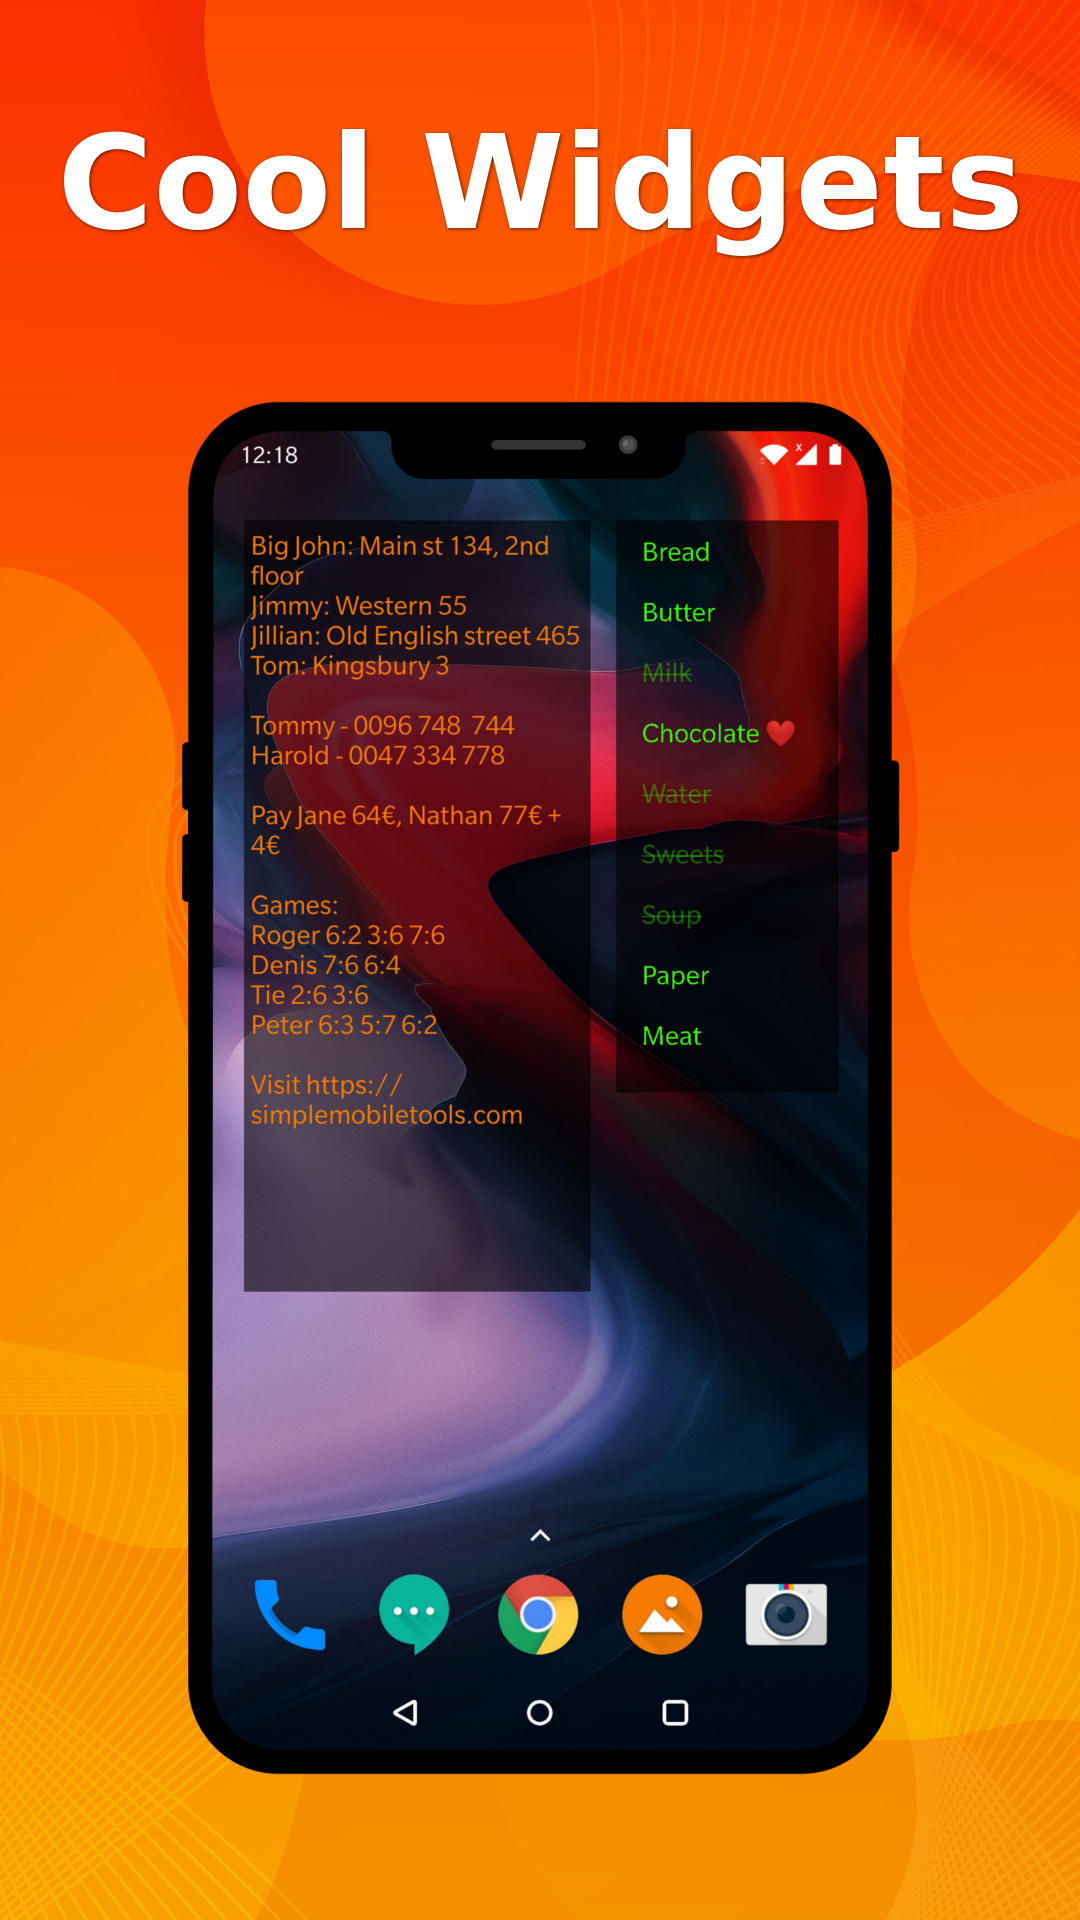 Cool Widgets
12:18
Big John: Main st 134, 2nd
floor
Jimmy: Western 55
Jillian: Old English street 465
Tom: Kingsbury 3
Tommy - 0096 748  744
Harold - 0047 334 778
Pay Jane 64€, Nathan 77€ +
4€
Games:
Roger 6:2 3:6 7:6
Denis 7:6 6:4
Tie 2:6 3:6
Peter 6:3 5:7 6:2
Visit https://
simplemobiletools.com
Bread
Butter
Milk
Chocolate ❤️
Water
Sweets
Soup
Paper
Meat